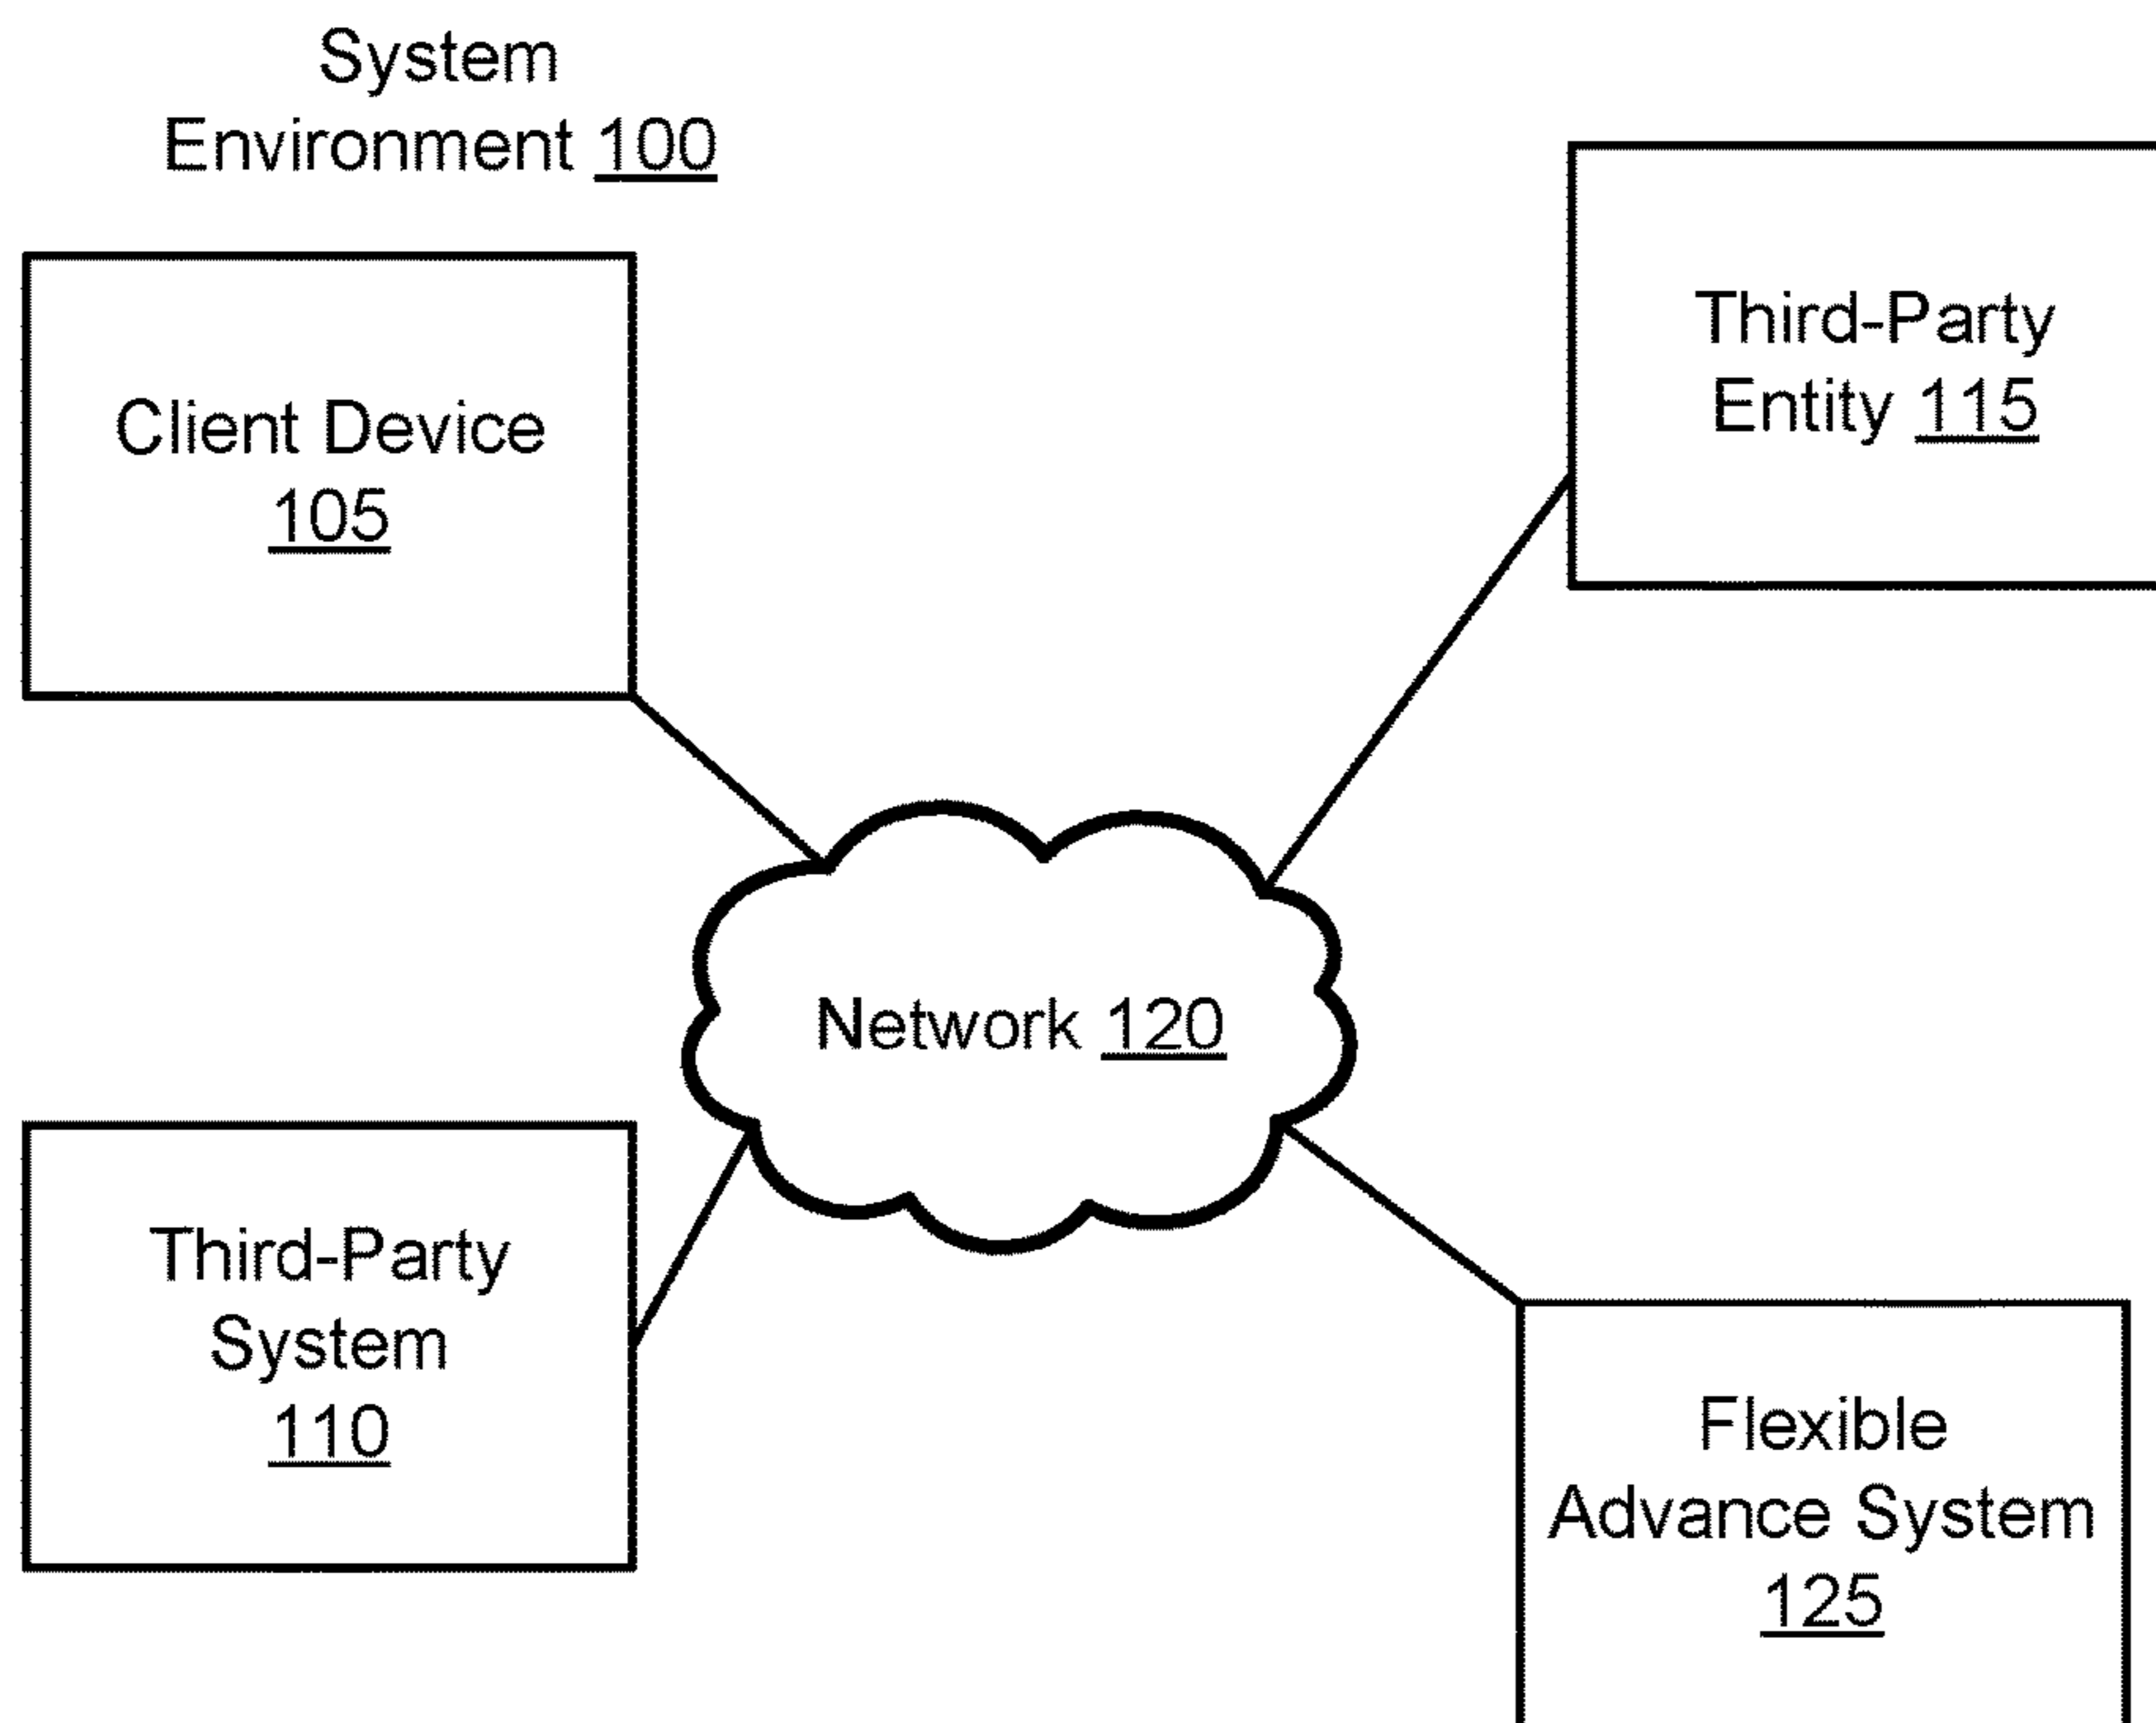 System
Environment 100
Client Device
105
Third-Party
Entity 115
Network 120
Third-Party
System
110
Flexible
Advance System
125